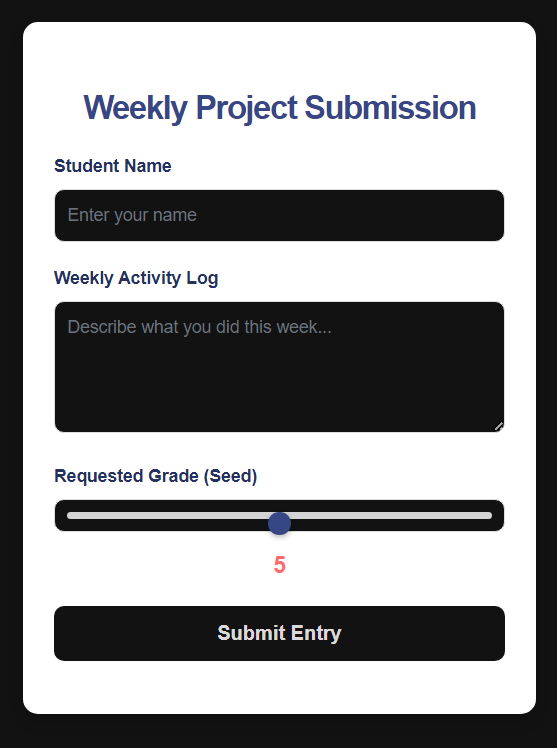 Weekly Project Submission
Student Name
Enter your name
Weekly Activity Log
Describe what you did this week...
Requested Grade (Seed)
5
Submit Entry